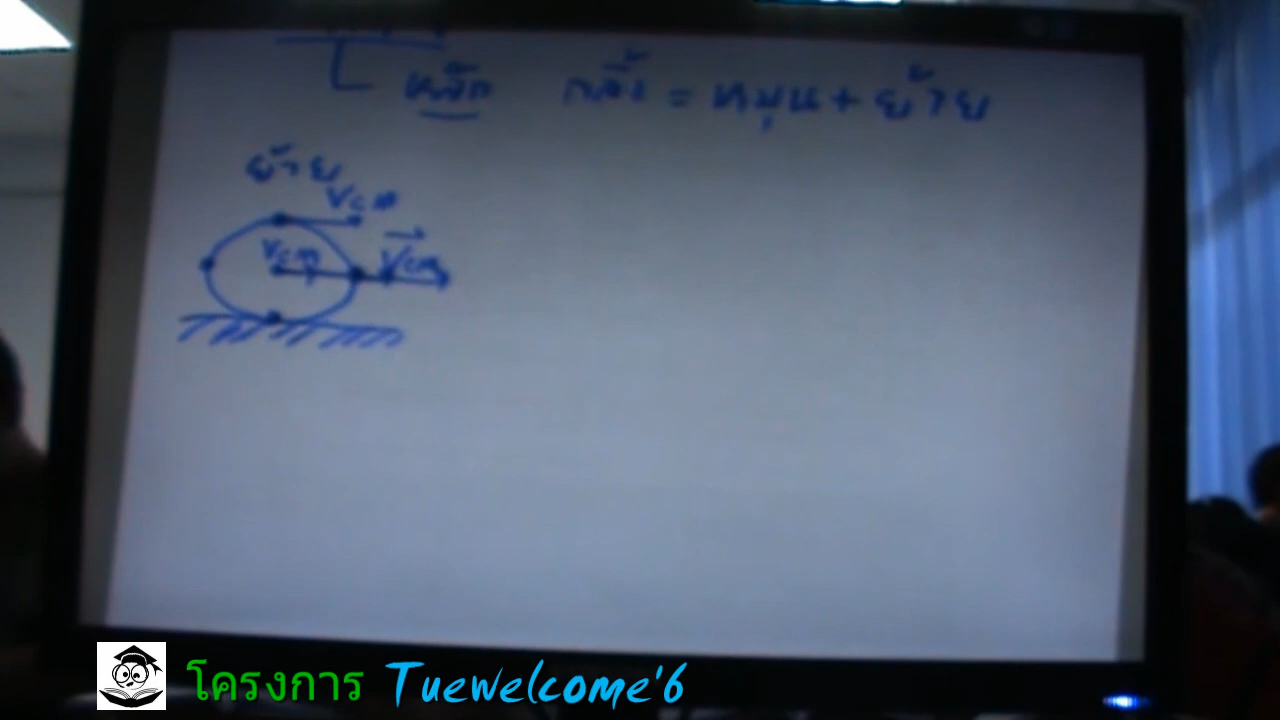 หลัก กลิ้ง = หมุน + ย้าย
ย้าย
Vcm
Vcm Vcm
โครงการ Tuewelcome'6